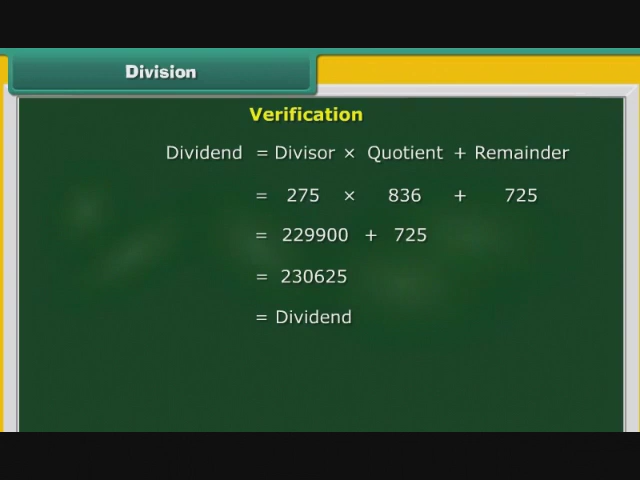 Division
Verification
Dividend = Divisor × Quotient + Remainder
= 275 × 836 + 725
= 229900 + 725
= 230625
= Dividend